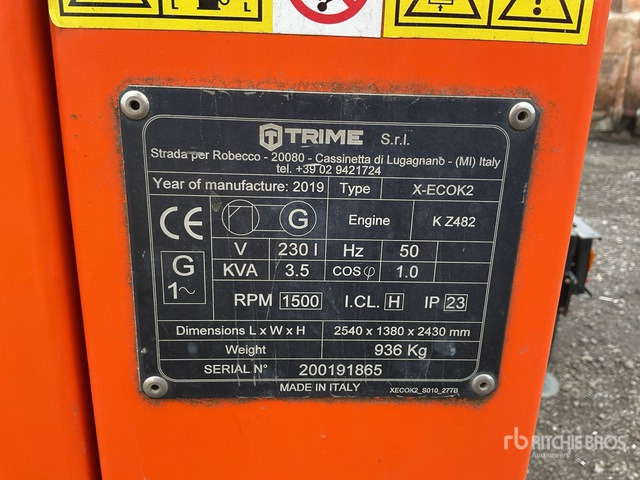 L L
TRIME S.r.l.
Strada per Robecco - 20080 - Cassinetta di Lugagnano - (MI) Italy
tel. +39 02 9421724
Year of manufacture: 2019 Type X-ECOK2
CE G Engine K Z482
V 230 I Hz 50
G 1~ KVA 3.5 COS φ 1.0
RPM 1500 I.CL. H IP 23
Dimensions L x W x H 2540 x 1380 x 2430 mm
Weight 936 Kg
SERIAL N° 200191865
MADE IN ITALY XECOK2_S010_277B
rb RITCHIE BROS.
Auctioneers